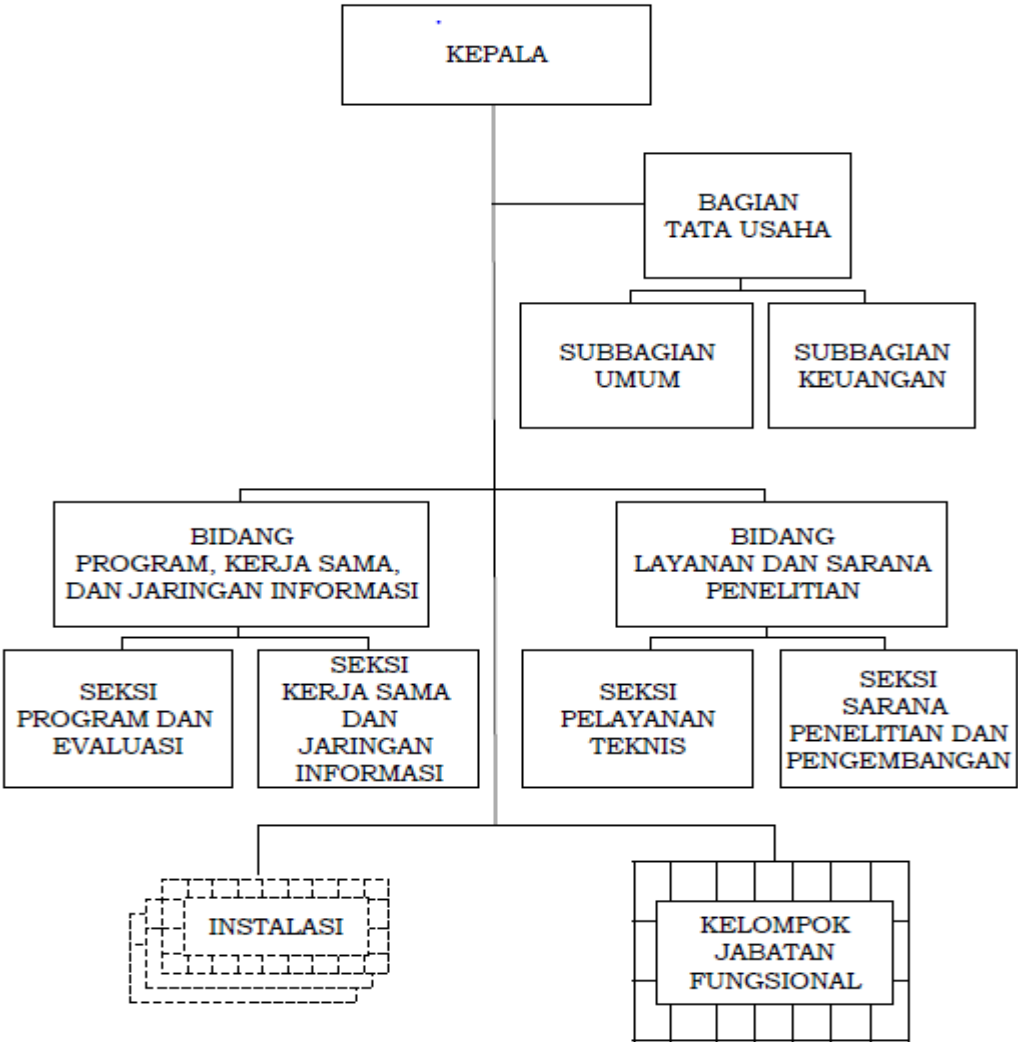 KEPALA
BAGIAN
TATA USAHA
SUBBAGIAN
UMUM
SUBBAGIAN
KEUANGAN
BIDANG
PROGRAM, KERJA SAMA,
DAN JARINGAN INFORMASI
BIDANG
LAYANAN DAN SARANA
PENELITIAN
SEKSI
PROGRAM DAN
EVALUASI
SEKSI
KERJA SAMA
DAN
JARINGAN
INFORMASI
SEKSI
PELAYANAN
TEKNIS
SEKSI
SARANA
PENELITIAN DAN
PENGEMBANGAN
INSTALASI
KELOMPOK
JABATAN
FUNGSIONAL